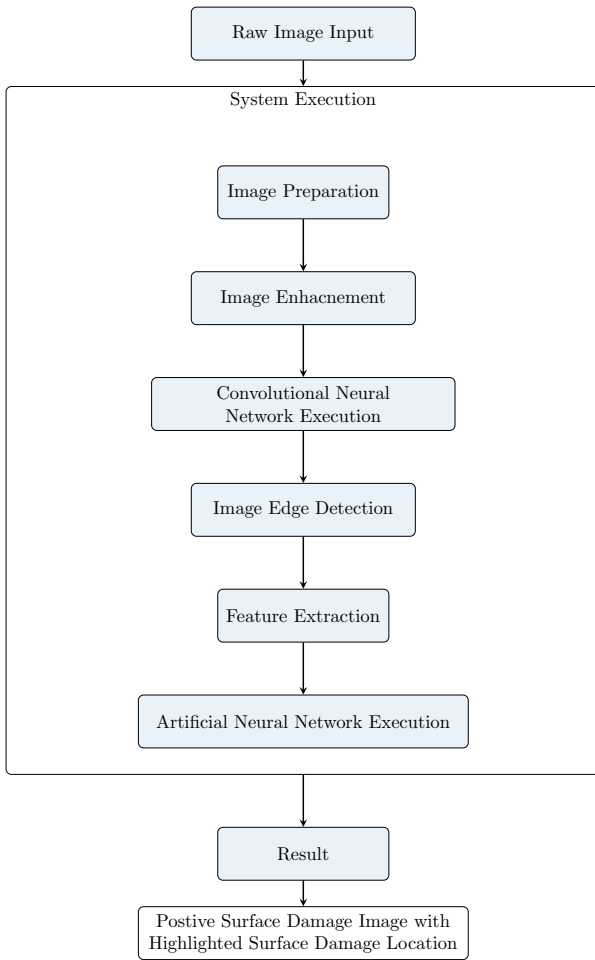 Raw Image Input
System Execution
Image Preparation
Image Enhacnement
Convolutional Neural
Network Execution
Image Edge Detection
Feature Extraction
Artificial Neural Network Execution
Result
Postive Surface Damage Image with
Highlighted Surface Damage Location